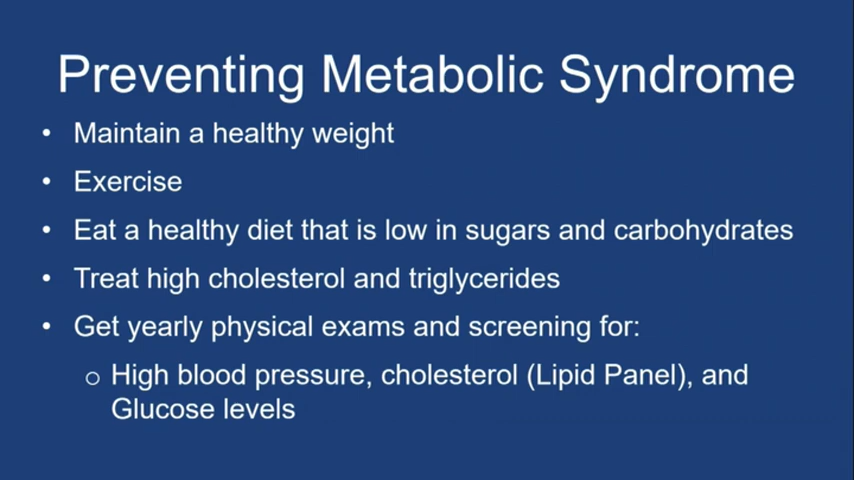 Preventing Metabolic Syndrome
• Maintain a healthy weight
• Exercise
• Eat a healthy diet that is low in sugars and carbohydrates
• Treat high cholesterol and triglycerides
• Get yearly physical exams and screening for:
o High blood pressure, cholesterol (Lipid Panel), and
Glucose levels